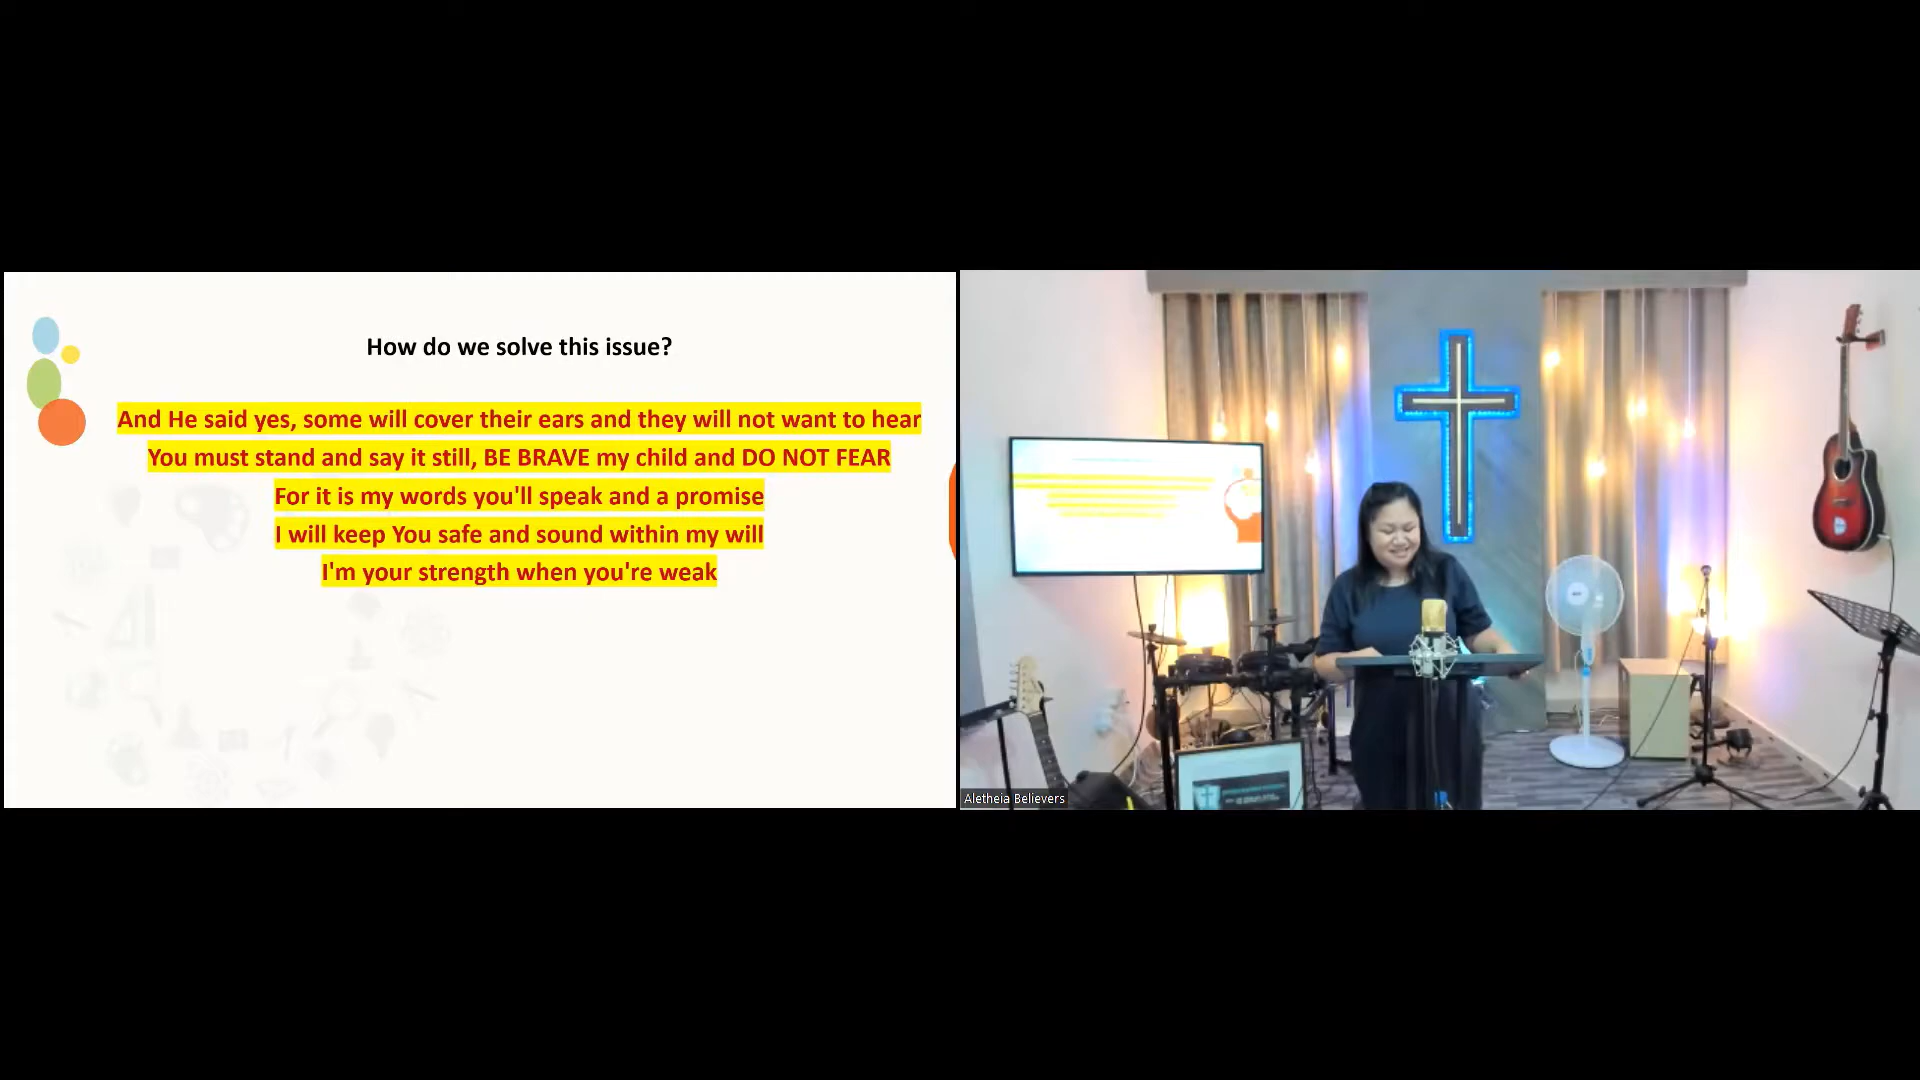 How do we solve this issue?
And He said yes, some will cover their ears and they will not want to hear
You must stand and say it still, BE BRAVE my child and DO NOT FEAR
For it is my words you'll speak and a promise
I will keep You safe and sound within my will
I'm your strength when you're weak
Aletheia Believers